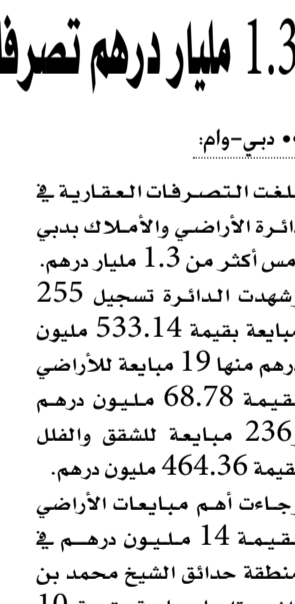 1.3 مليار درهم تصرفا
•• دبي-وام:
بلغت التصرفات العقارية في
دائرة الأراضي والأملاك بدبي
أمس أكثر من 1.3 مليار درهم.
وشهدت الدائرة تسجيل 255
مبايعة بقيمة 533.14 مليون
درهم منها 19 مبايعة للأراضي
بقيمة 68.78 مليون درهم
و236 مبايعة للشقق والفلل
بقيمة 464.36 مليون درهم.
وجاءت أهم مبايعات الأراضي
بقيمة 14 مليون درهم في
منطقة حدائق الشيخ محمد بن
10